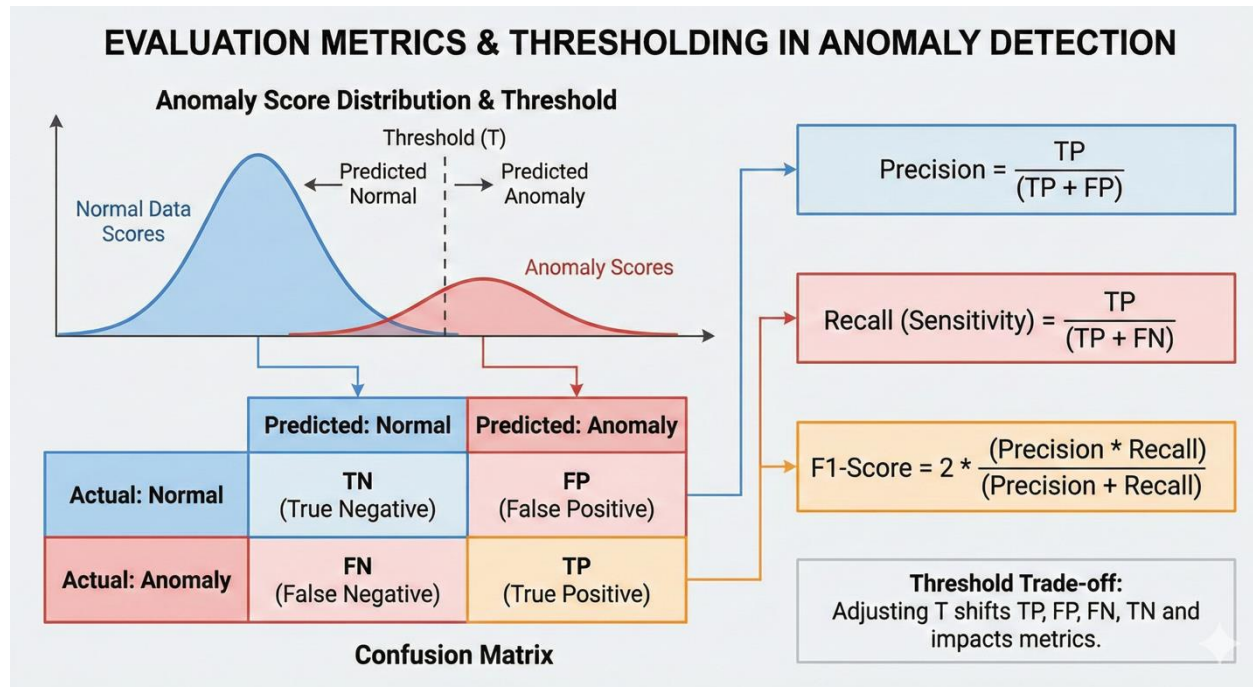 EVALUATION METRICS & THRESHOLDING IN ANOMALY DETECTION
Anomaly Score Distribution & Threshold
Threshold (T)
Predicted
Normal
Predicted
Anomaly
Normal Data
Scores
Anomaly Scores
Predicted: Normal
Predicted: Anomaly
Actual: Normal
TN
(True Negative)
FP
(False Positive)
Actual: Anomaly
FN
(False Negative)
TP
(True Positive)
Confusion Matrix
Precision = TP / (TP + FP)
Recall (Sensitivity) = TP / (TP + FN)
F1-Score = 2 * (Precision * Recall) / (Precision + Recall)
Threshold Trade-off:
Adjusting T shifts TP, FP, FN, TN and
impacts metrics.